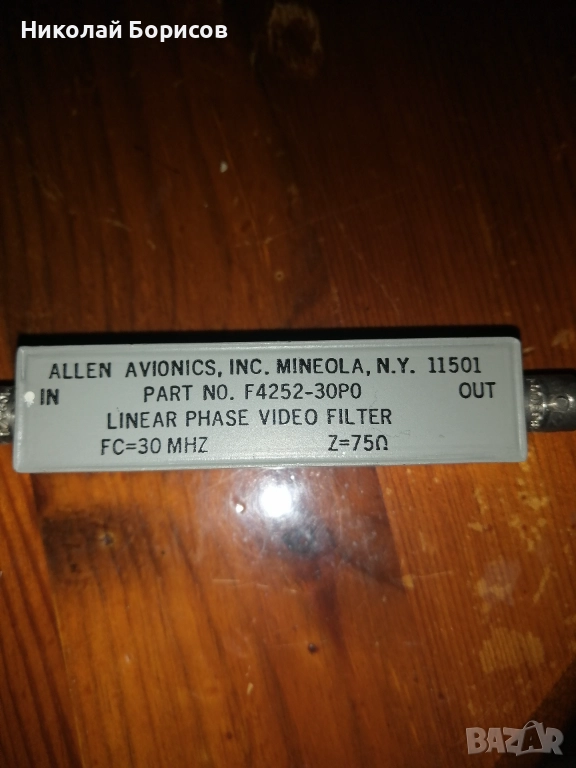 Николай Борисов
ALLEN AVIONICS, INC. MINEOLA, N.Y. 11501
IN PART NO. F4252-30P0 OUT
LINEAR PHASE VIDEO FILTER
FC=30 MHZ Z=75Ω
BAZAR